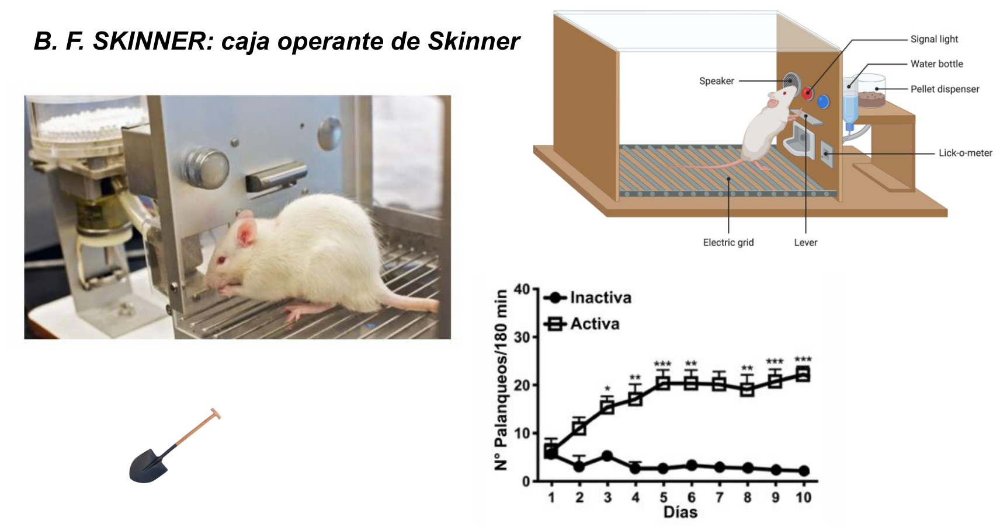 B. F. SKINNER: caja operante de Skinner
Signal light
Water bottle
Speaker
Pellet dispenser
Lick-o-meter
Electric grid
Lever
N° Palanqueos/180 min
40
30
20
10
0
Inactiva
Activa
*
**
***
**
**
***
***
1 2 3 4 5 6 7 8 9 10
Días